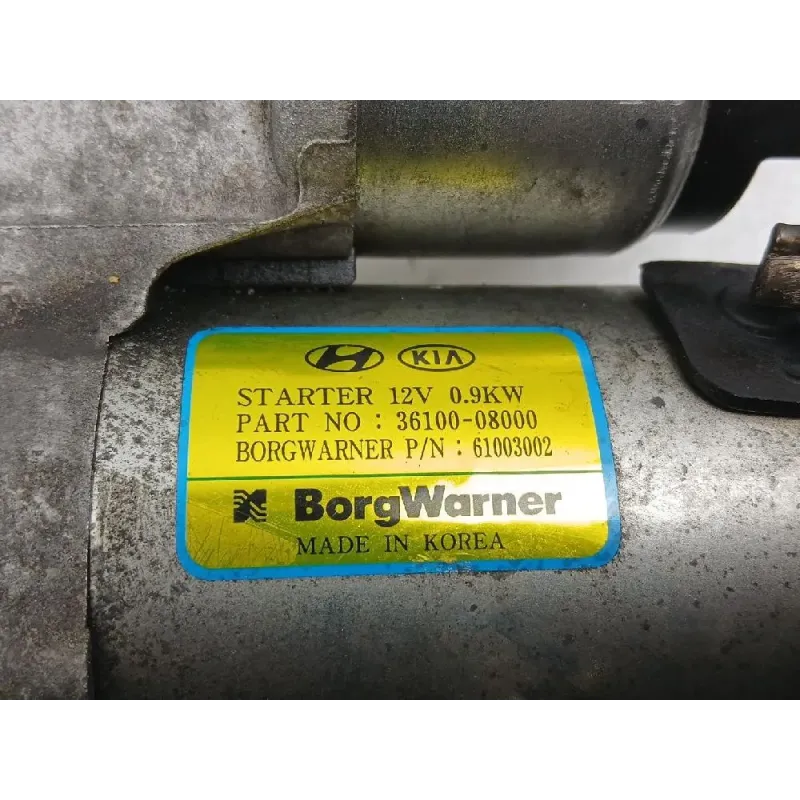 KIA
STARTER 12V 0.9KW
PART NO : 36100-08000
BORGWARNER P/N : 61003002
BorgWarner
MADE IN KOREA